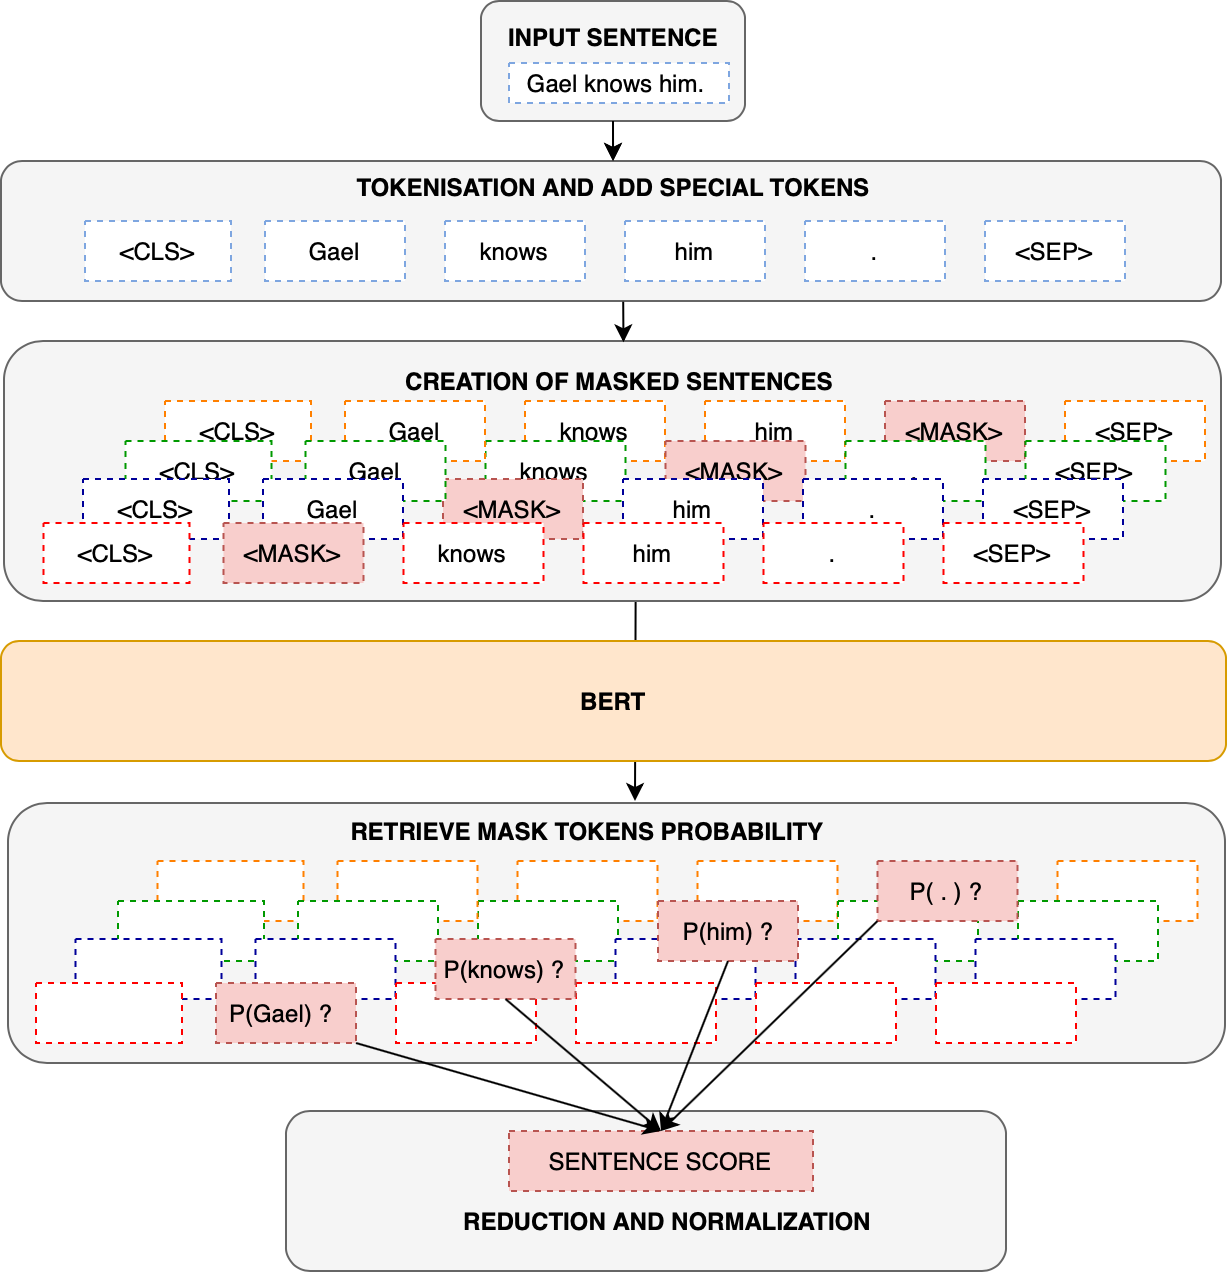 INPUT SENTENCE
Gael knows him.
TOKENISATION AND ADD SPECIAL TOKENS
<CLS> Gael knows him . <SEP>
CREATION OF MASKED SENTENCES
<CLS> Gael knows him <MASK> <SEP>
<CLS> Gael knows <MASK> . <SEP>
<CLS> Gael <MASK> him . <SEP>
<CLS> <MASK> knows him . <SEP>
BERT
RETRIEVE MASK TOKENS PROBABILITY
P( . ) ?
P(him) ?
P(knows) ?
P(Gael) ?
SENTENCE SCORE
REDUCTION AND NORMALIZATION